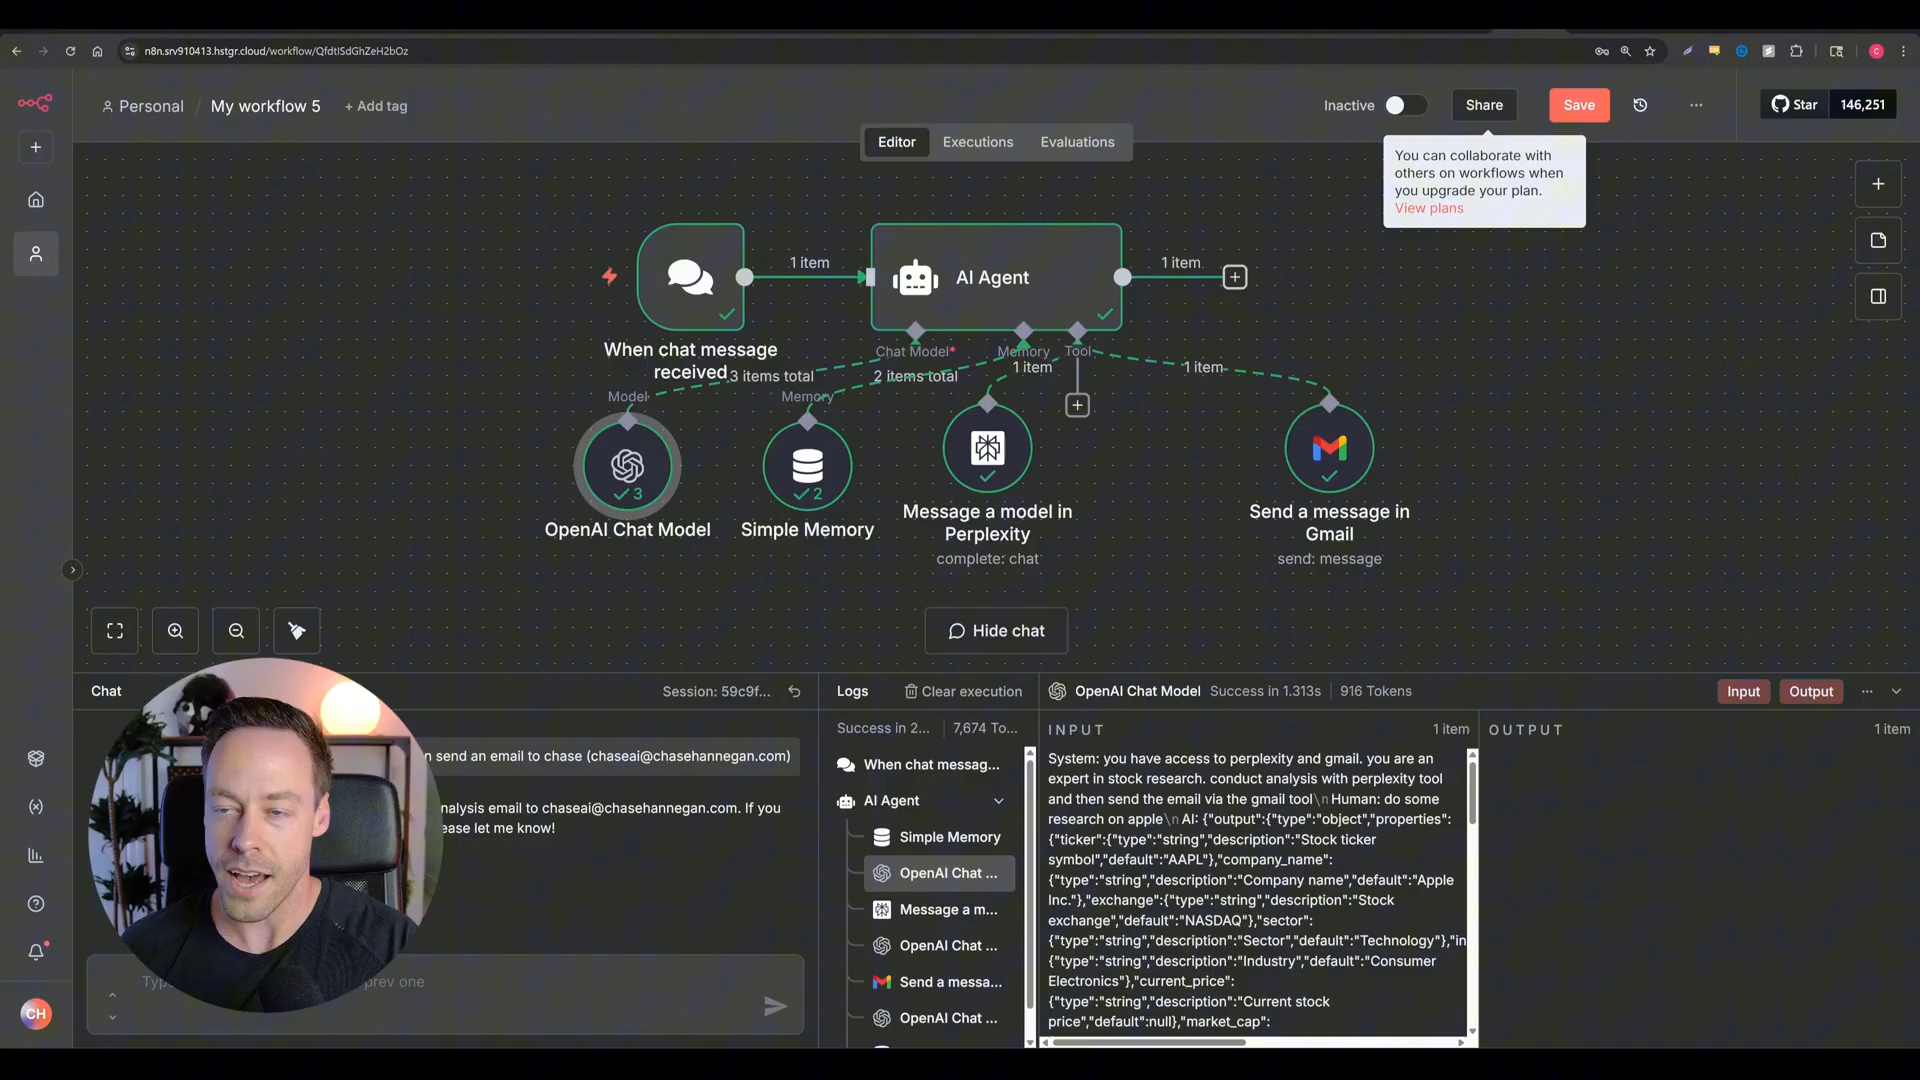 n8n.srv910413.hstgr.cloud/workflow/QfdtlSdGhZeH2bOz
Personal / My workflow 5 + Add tag
Inactive
Share
Save
Star 146,251
Editor Executions Evaluations
You can collaborate with
others on workflows when
you upgrade your plan.
View plans
1 item
AI Agent
1 item
When chat message
received
Chat Model*
Memory
Tool
3 items total
2 items total
1 item
1 item
Model
Memory
3
2
OpenAI Chat Model
Simple Memory
Message a model in
Perplexity
complete: chat
Send a message in
Gmail
send: message
Hide chat
Chat
Session: 59c9f...
n send an email to chase (chaseai@chasehannegan.com)
nalysis email to chaseai@chasehannegan.com. If you
ease let me know!
prev one
CH
Logs
Clear execution
Success in 2... 7,674 To...
When chat messag...
AI Agent
Simple Memory
OpenAI Chat ...
Message a m...
OpenAI Chat ...
Send a messa...
OpenAI Chat ...
OpenAI Chat Model Success in 1.313s 916 Tokens
Input
Output
INPUT
1 item
System: you have access to perplexity and gmail. you are an
expert in stock research. conduct analysis with perplexity tool
and then send the email via the gmail tool\nHuman: do some
research on apple\nAI: {"output":{"type":"object","properties":
{"ticker":{"type":"string","description":"Stock ticker
symbol","default":"AAPL"},"company_name":
{"type":"string","description":"Company name","default":"Apple
Inc."},"exchange":{"type":"string","description":"Stock
exchange","default":"NASDAQ"},"sector":
{"type":"string","description":"Sector","default":"Technology"},"in
{"type":"string","description":"Industry","default":"Consumer
Electronics"},"current_price":
{"type":"string","description":"Current stock
price","default":null},"market_cap":
OUTPUT
1 item